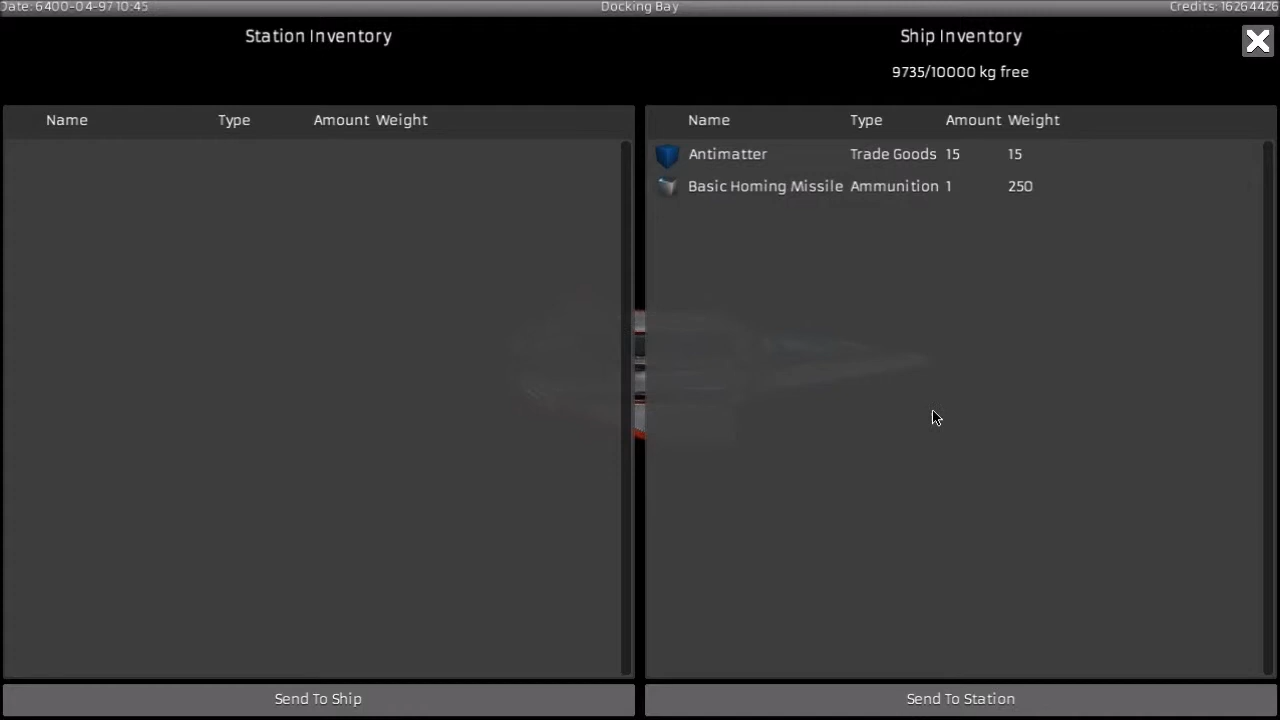 Date: 6400-04-97 10:45 Docking Bay Credits: 16264426
Station Inventory
Ship Inventory
9735/10000 kg free
Name Type Amount Weight
Name Type Amount Weight
Antimatter Trade Goods 15 15
Basic Homing Missile Ammunition 1 250
Send To Ship
Send To Station